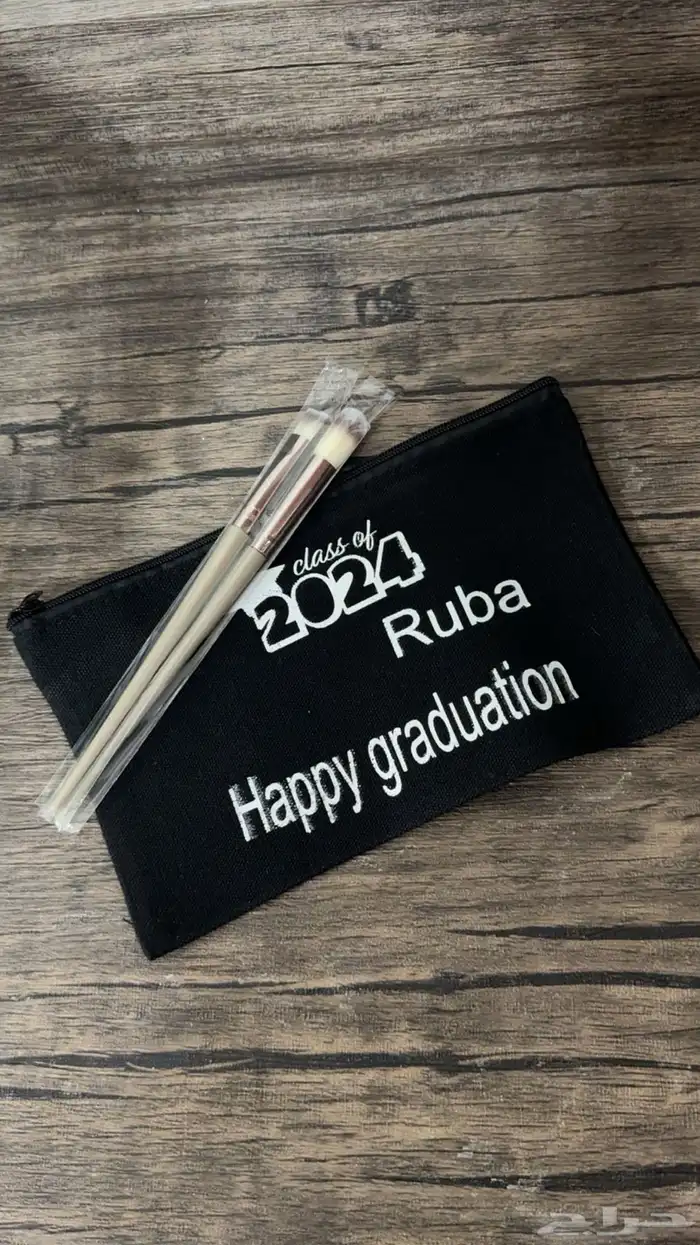 class of
2024
Ruba
Happy graduation
حراج